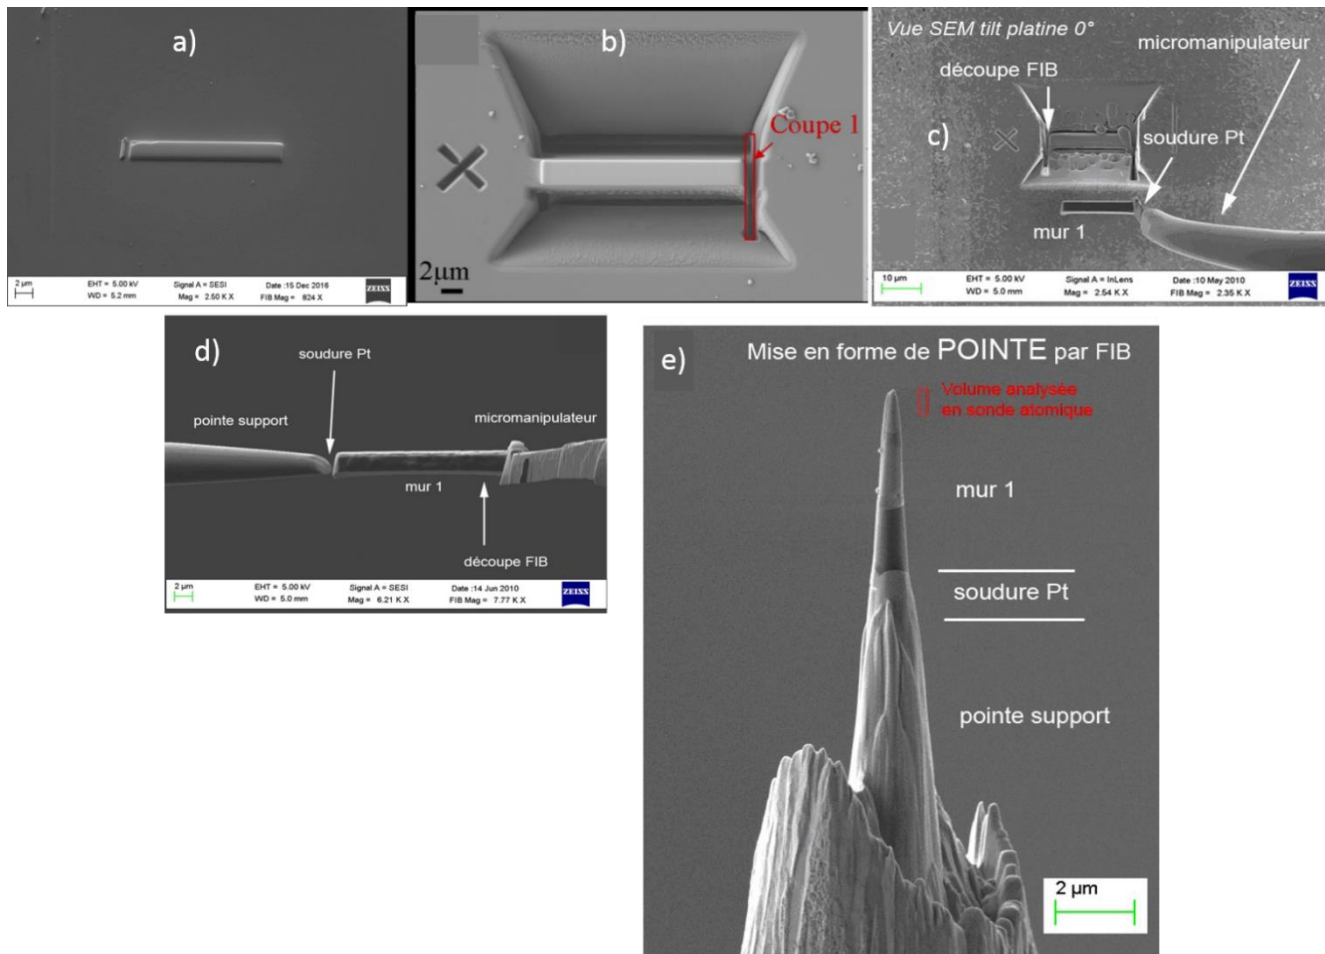 a)
2 µm
EHT = 5.00 kV
WD = 5.2 mm
Signal A = SESI
Mag = 2.50 K X
Date :15 Dec 2016
FIB Mag = 824 X
ZEISS
b)
Coupe 1
2µm
Vue SEM tilt platine 0°
micromanipulateur
découpe FIB
c)
soudure Pt
mur 1
10 µm
EHT = 5.00 kV
WD = 5.0 mm
Signal A = InLens
Mag = 2.54 K X
Date :10 May 2010
FIB Mag = 2.35 K X
ZEISS
d)
soudure Pt
pointe support
micromanipulateur
mur 1
découpe FIB
2 µm
EHT = 5.00 kV
WD = 5.0 mm
Signal A = SESI
Mag = 6.21 K X
Date :14 Jun 2010
FIB Mag = 7.77 K X
ZEISS
e)
Mise en forme de POINTE par FIB
Volume analysée
en sonde atomique
mur 1
soudure Pt
pointe support
2 µm